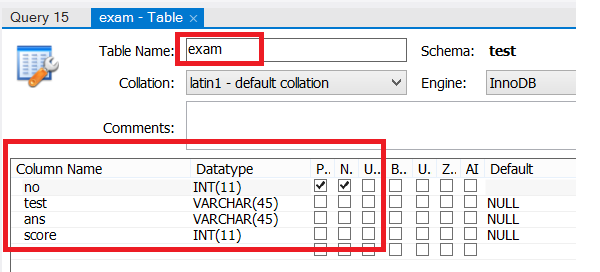 Query 15 exam - Table ×
Table Name: exam Schema: test
Collation: latin1 - default collation Engine: InnoDB
Comments:
Column Name Datatype P.. N. U.. B.. U. Z.. AI Default
no INT(11)
test VARCHAR(45) NULL
ans VARCHAR(45) NULL
score INT(11) NULL